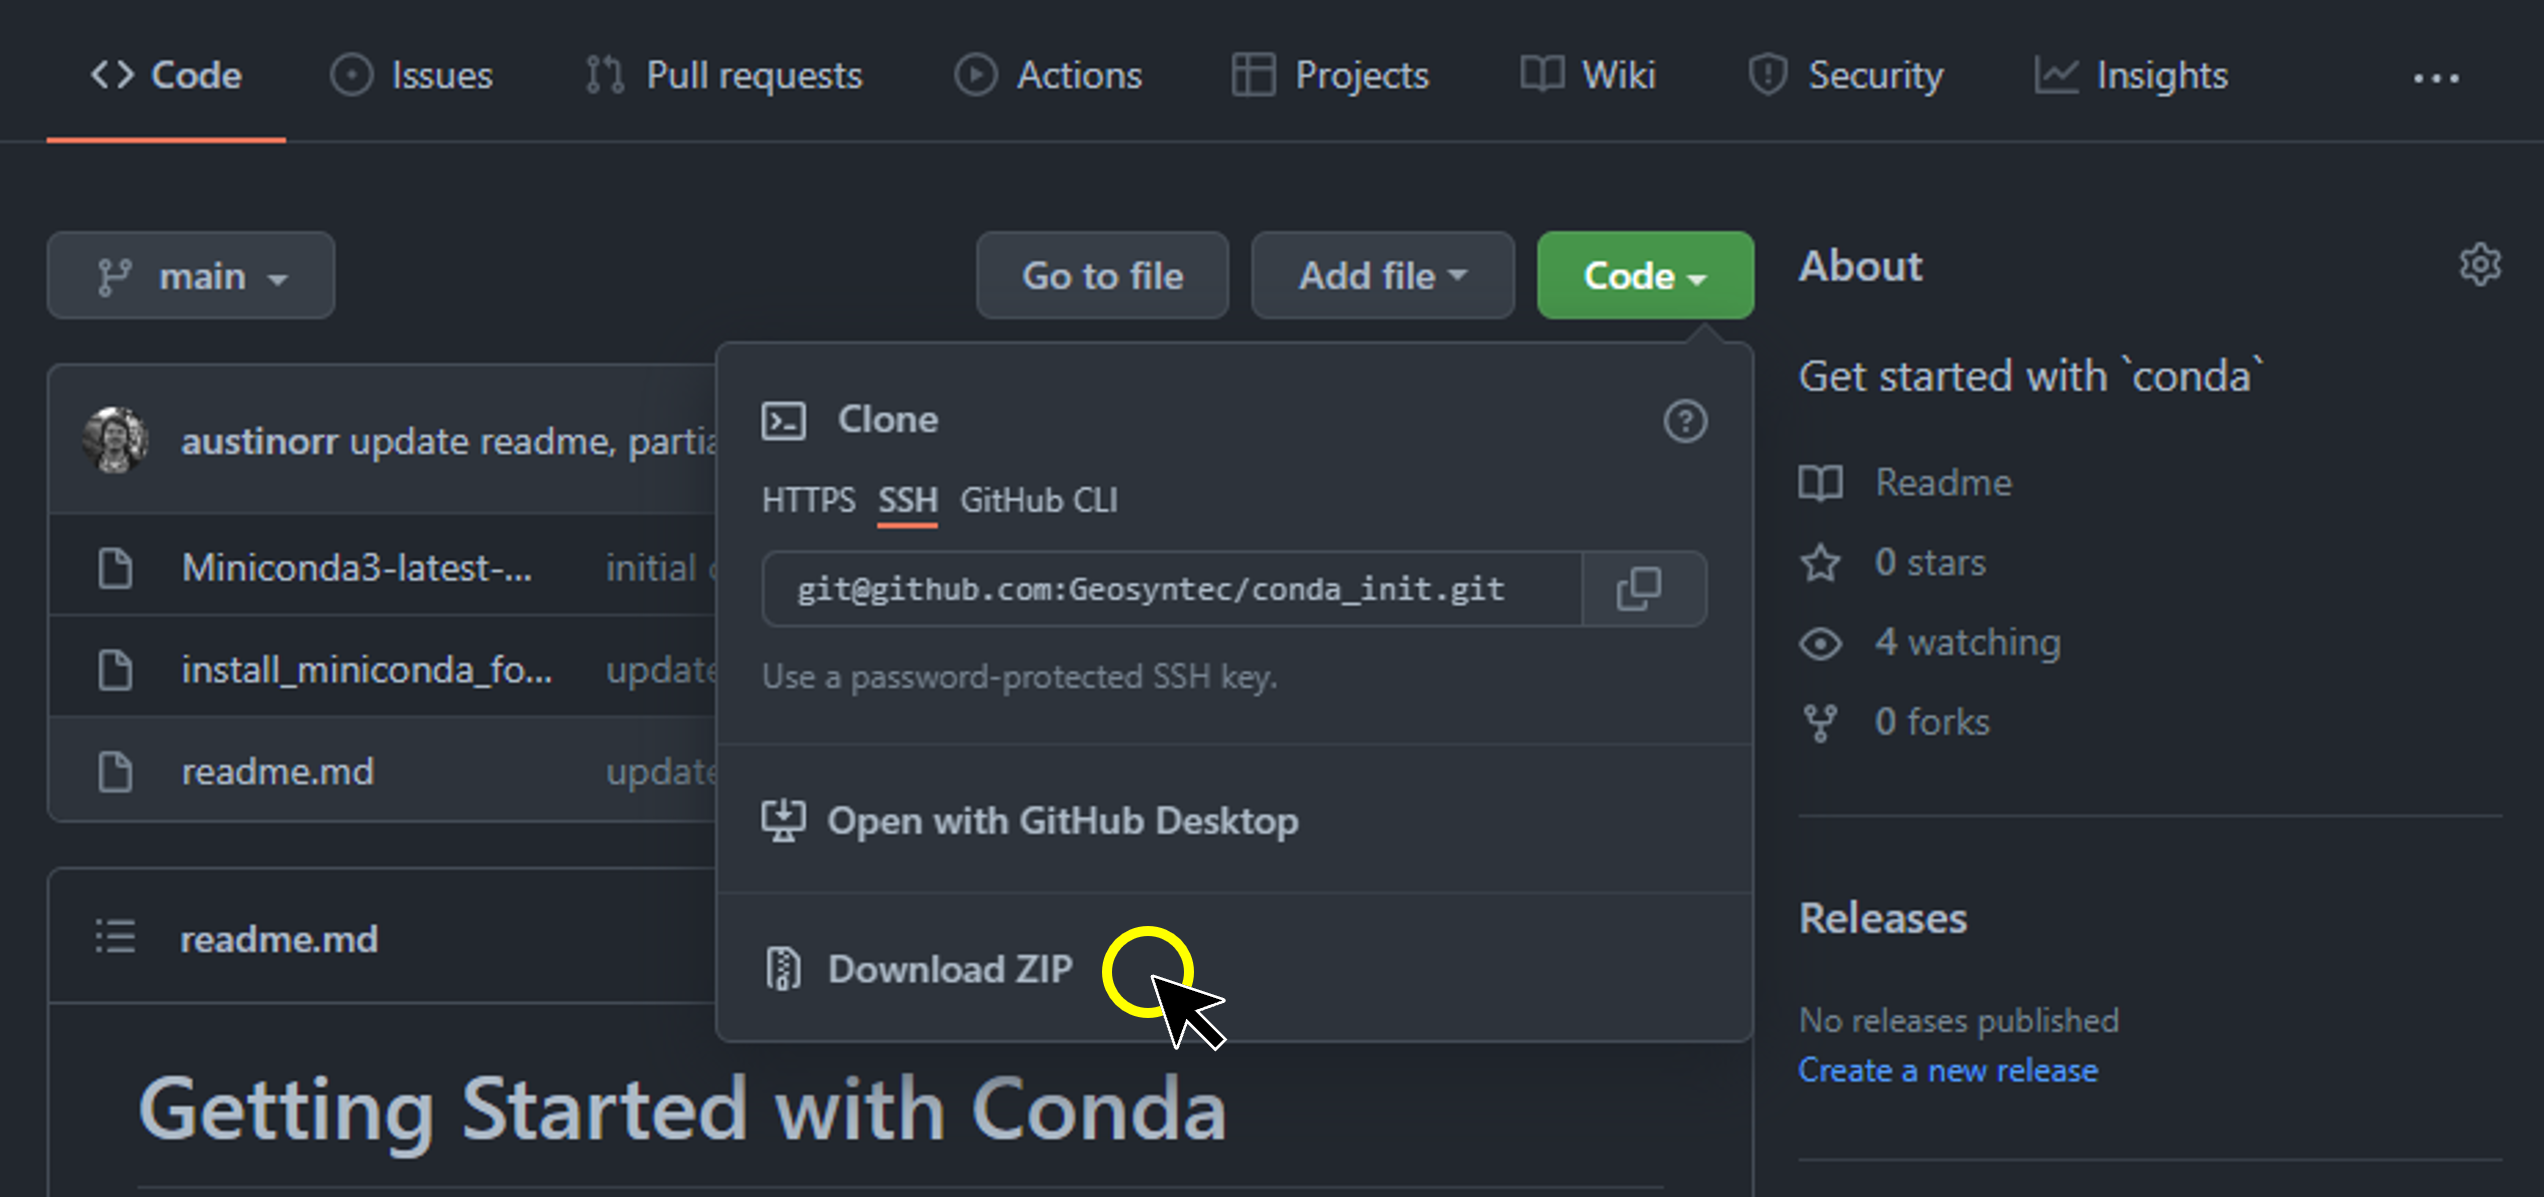 Code Issues Pull requests Actions Projects Wiki Security Insights
main Go to file Add file Code
About
Get started with `conda`
austinorr update readme,
Clone
HTTPS SSH GitHub CLI
git@github.com:Geosyntec/conda_init.git
Use a password-protected SSH key.
Open with GitHub Desktop
Download ZIP
Miniconda3-latest-... initial
install_miniconda_fo... update
readme.md update
readme.md
Getting Started with Conda
Readme
0 stars
4 watching
0 forks
Releases
No releases published
Create a new release